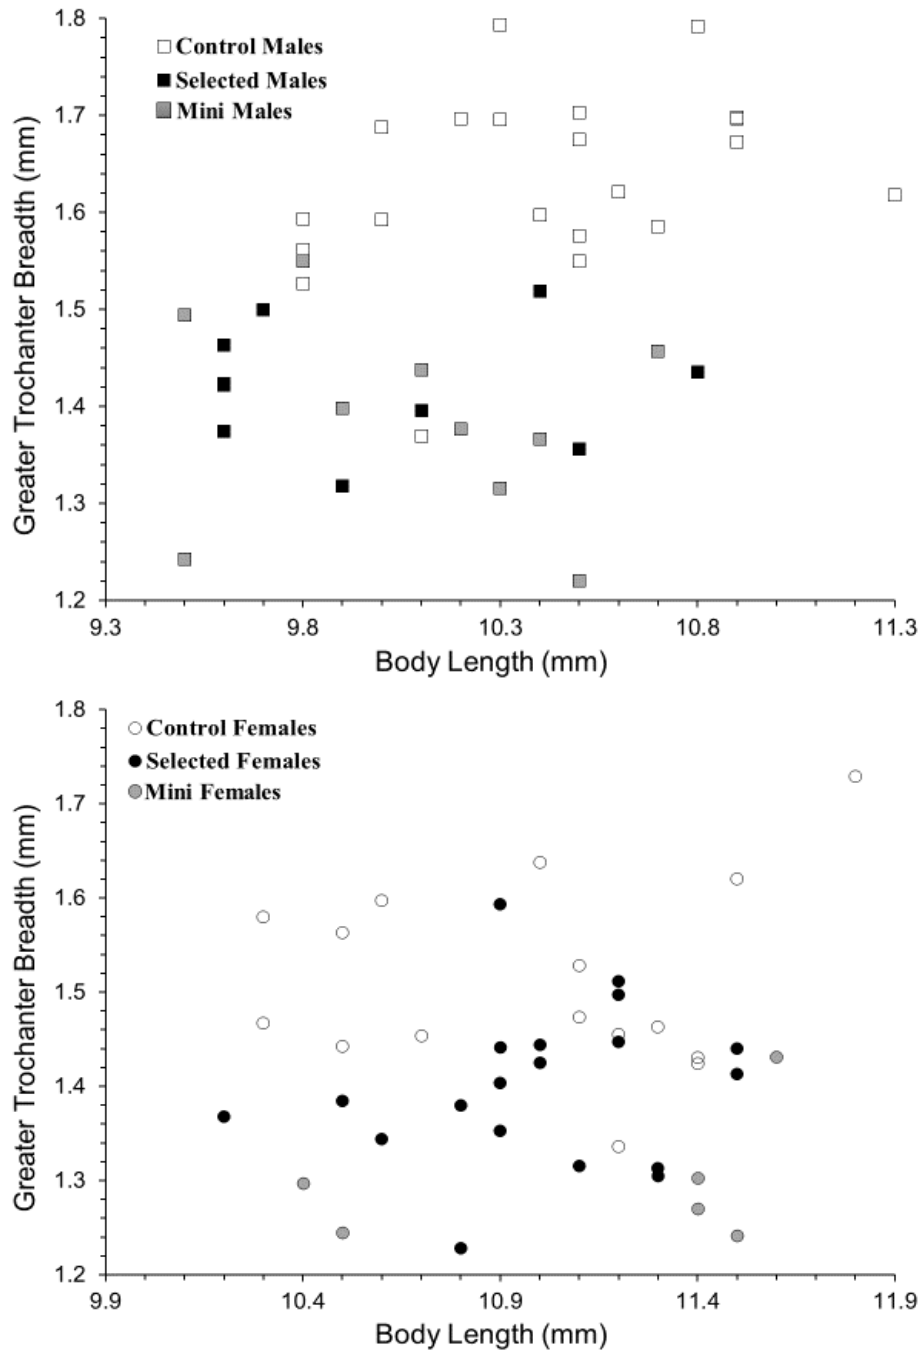 1.8
Control Males
Selected Males
1.7
Mini Males
1.6
1.5
1.4
1.3
1.2
Greater Trochanter Breadth (mm)
9.3 9.8 10.3 10.8 11.3
Body Length (mm)
1.8
Control Females
Selected Females
Mini Females
1.7
1.6
1.5
1.4
1.3
1.2
Greater Trochanter Breadth (mm)
9.9 10.4 10.9 11.4 11.9
Body Length (mm)